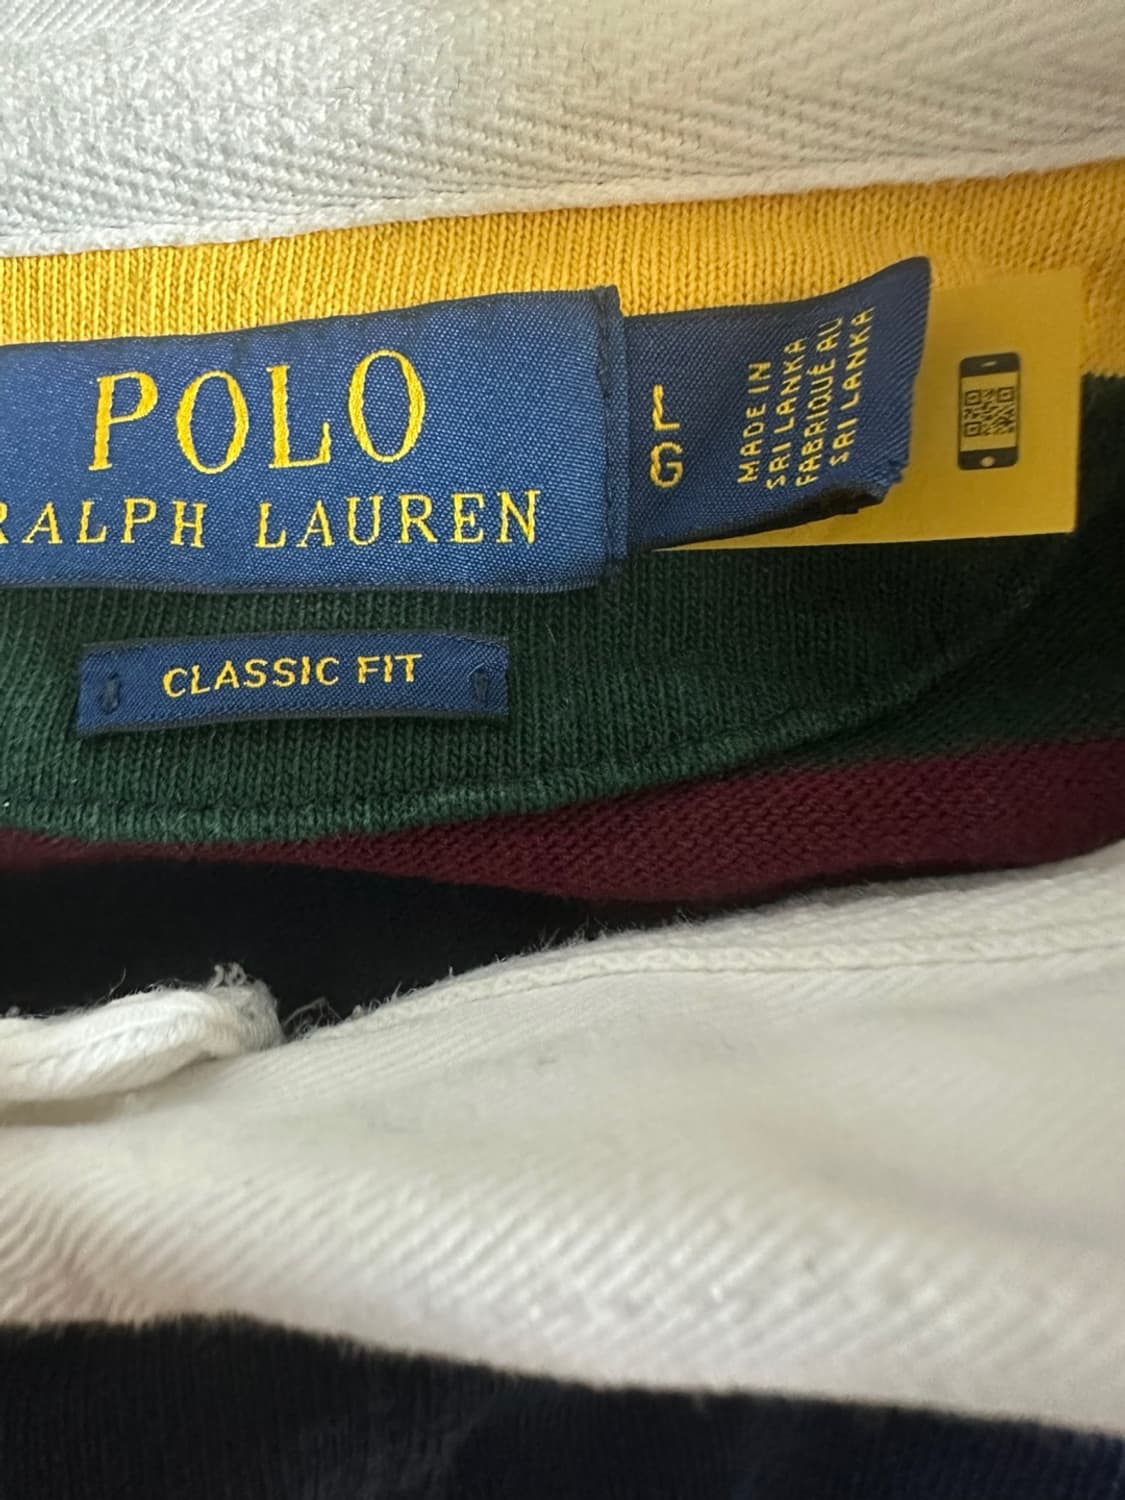 POLO
RALPH LAUREN
L
G
MADE IN
SRI LANKA
FABRIQUÉ AU
SRI LANKA
CLASSIC FIT